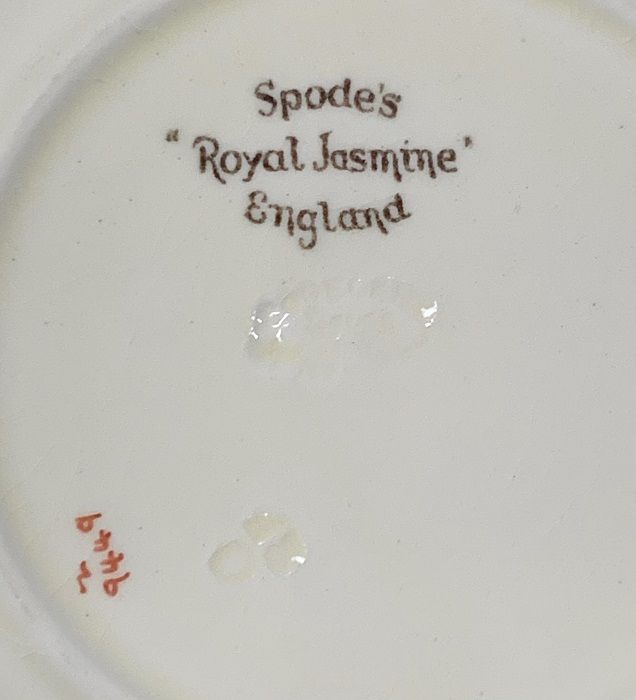 Spode's
"Royal Jasmine"
England